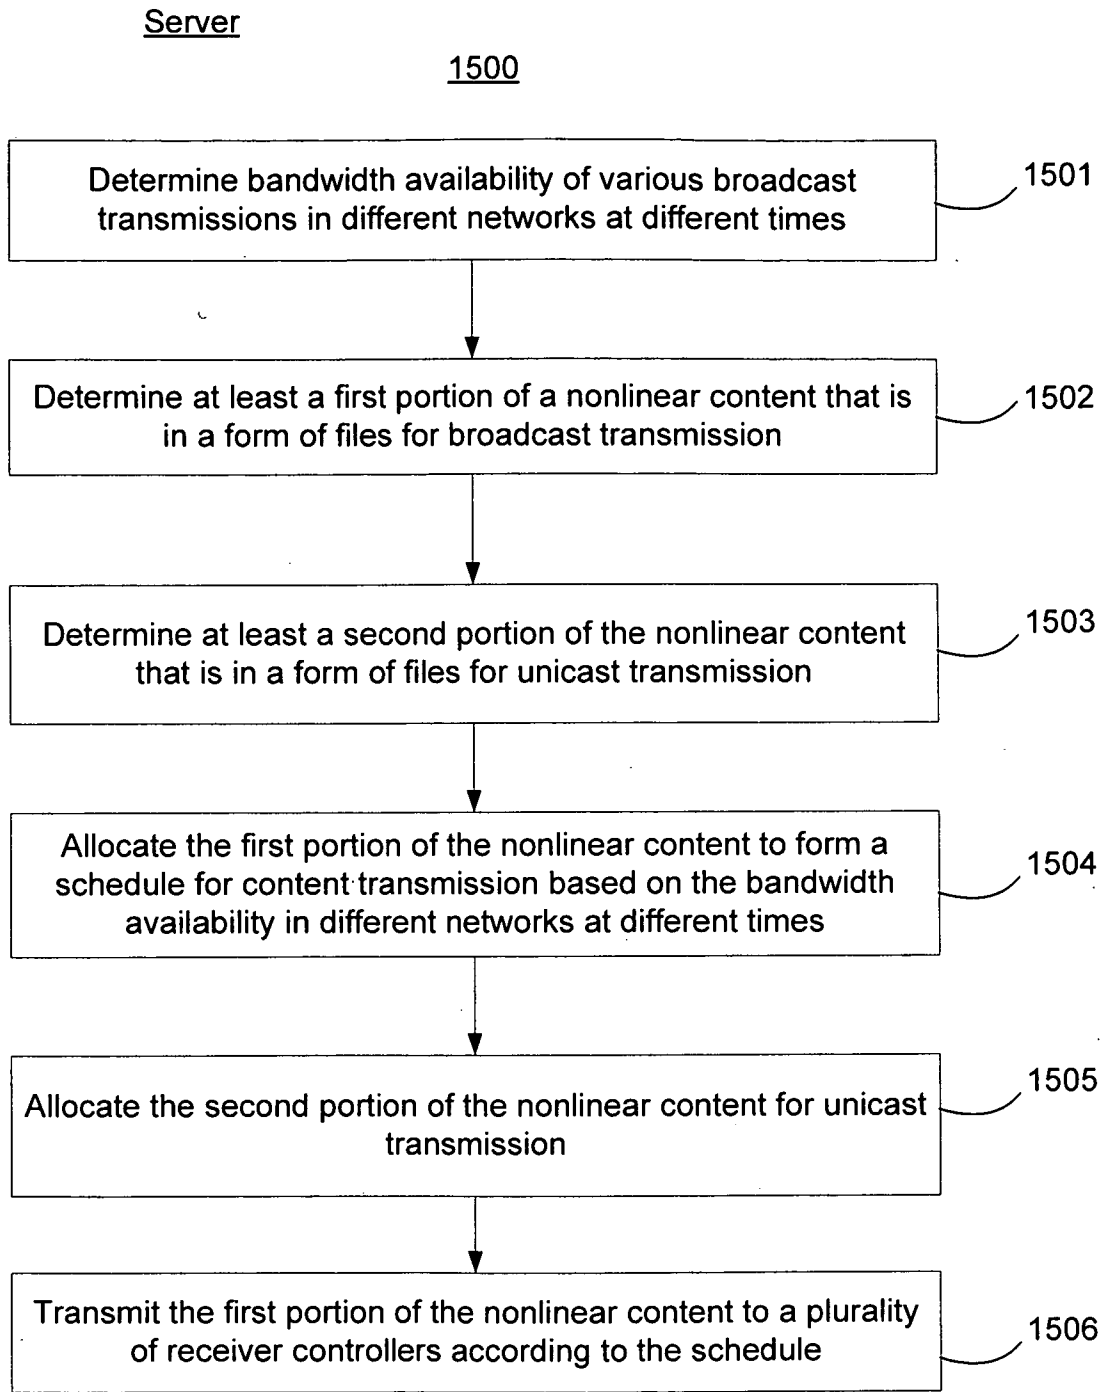 Server
1500
Determine bandwidth availability of various broadcast
transmissions in different networks at different times
1501
Determine at least a first portion of a nonlinear content that is
in a form of files for broadcast transmission
1502
Determine at least a second portion of the nonlinear content
that is in a form of files for unicast transmission
1503
Allocate the first portion of the nonlinear content to form a
schedule for content transmission based on the bandwidth
availability in different networks at different times
1504
Allocate the second portion of the nonlinear content for unicast
transmission
1505
Transmit the first portion of the nonlinear content to a plurality
of receiver controllers according to the schedule
1506